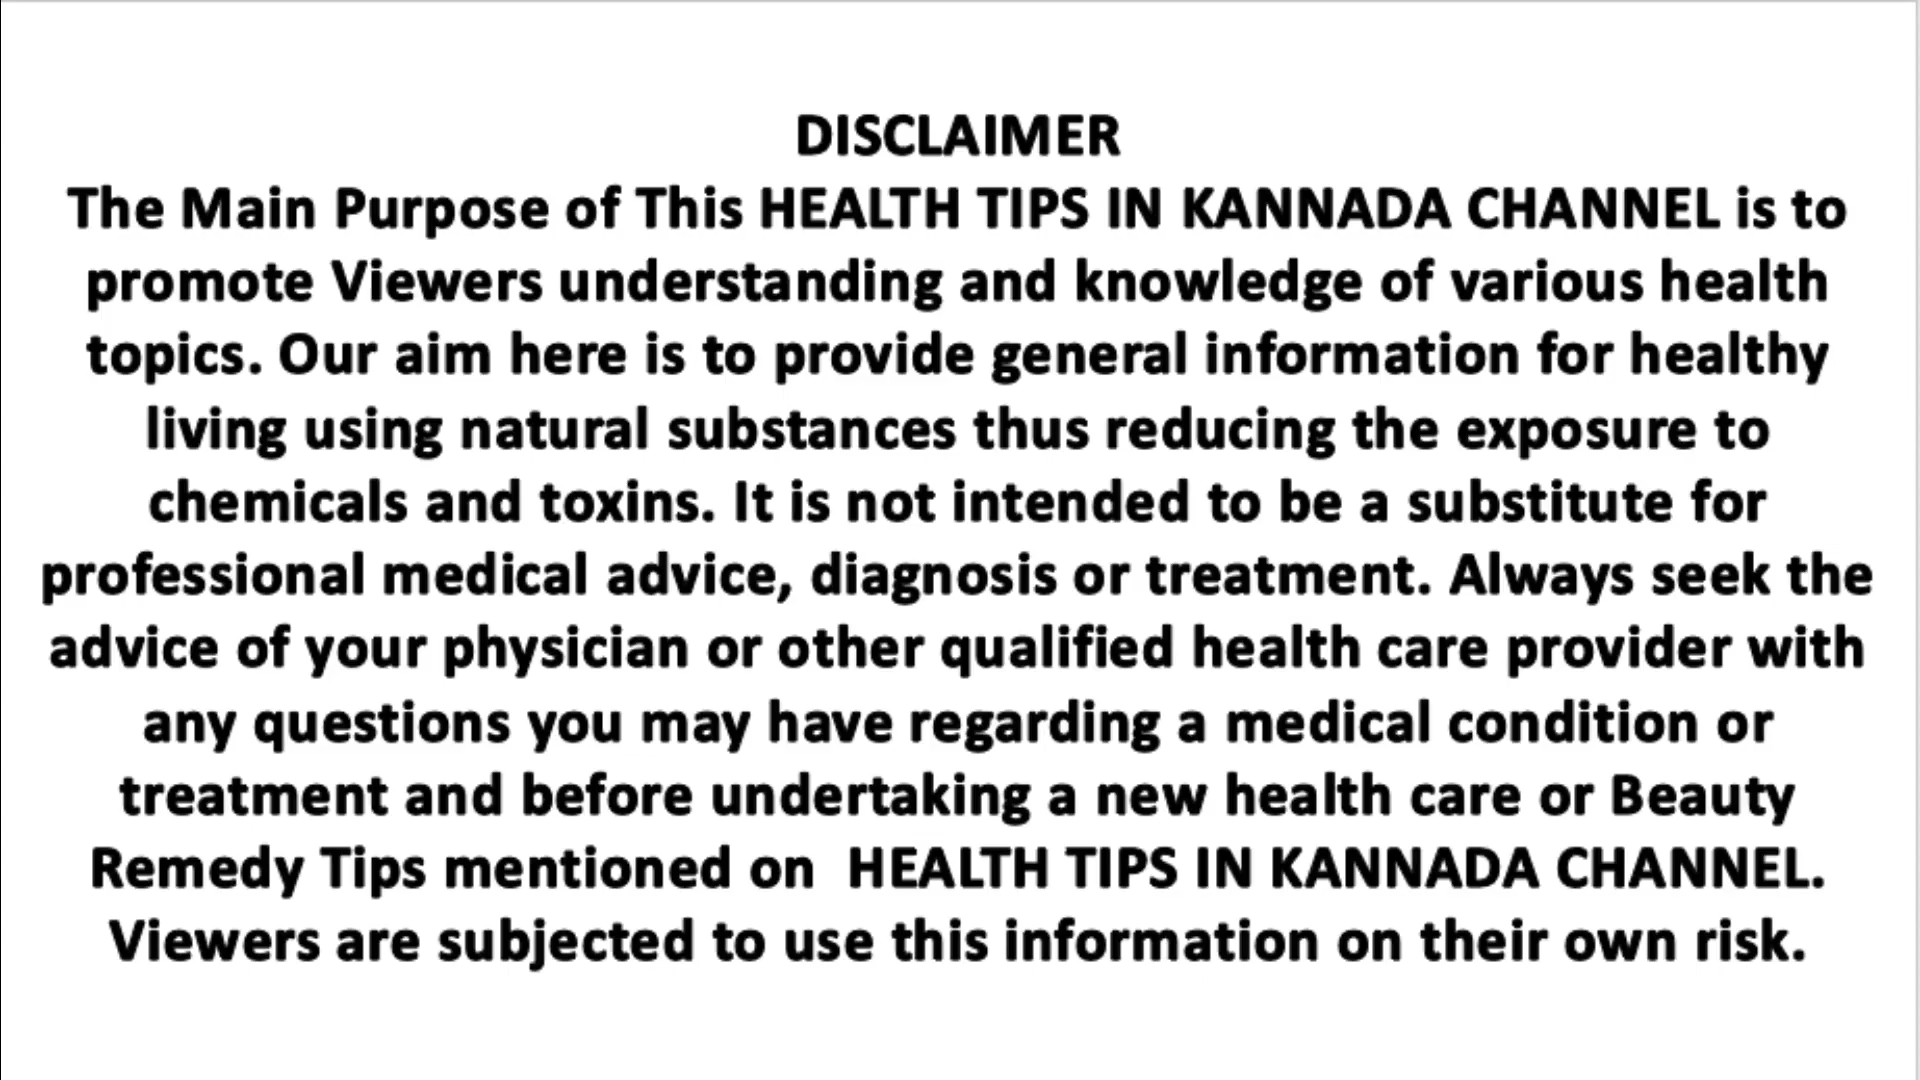 DISCLAIMER
The Main Purpose of This HEALTH TIPS IN KANNADA CHANNEL is to
promote Viewers understanding and knowledge of various health
topics. Our aim here is to provide general information for healthy
living using natural substances thus reducing the exposure to
chemicals and toxins. It is not intended to be a substitute for
professional medical advice, diagnosis or treatment. Always seek the
advice of your physician or other qualified health care provider with
any questions you may have regarding a medical condition or
treatment and before undertaking a new health care or Beauty
Remedy Tips mentioned on  HEALTH TIPS IN KANNADA CHANNEL.
Viewers are subjected to use this information on their own risk.